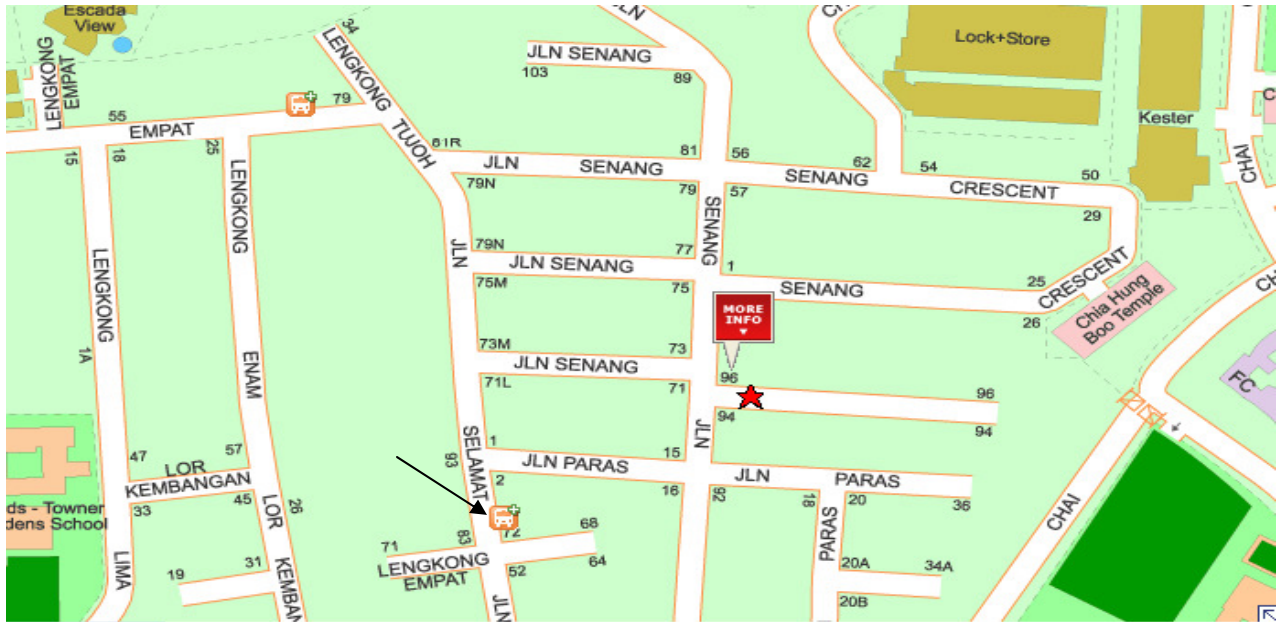 Escada
View
LENGKONG
EMPAT
34
LENGKONG
TUJOH
JLN
JLN SENANG
103
89
Lock+Store
Kester
CHAI
55
EMPAT
79
15
18
25
81R
JLN
SENANG
81
56
SENANG
62
54
CRESCENT
50
79N
79
57
29
LENGKONG
SENANG
JLN
79N
JLN SENANG
77
1
75M
75
SENANG
25
CRESCENT
26
Chia Hung
Boo Temple
LENGKONG
MORE
INFO
1A
ENAM
73M
JLN SENANG
73
71L
71
96
96
94
94
FC
JLN
47
57
LOR
KEMBANGAN
33
45
26
LOR
SELAMAT
93
1
JLN PARAS
15
2
16
JLN
PARAS
92
18
20
36
CHAI
ds - Towner
dens School
LIMA
19
31
KEMBAN
71
83
72
68
LENGKONG
EMPAT
52
64
JLN
PARAS
20A
34A
20B